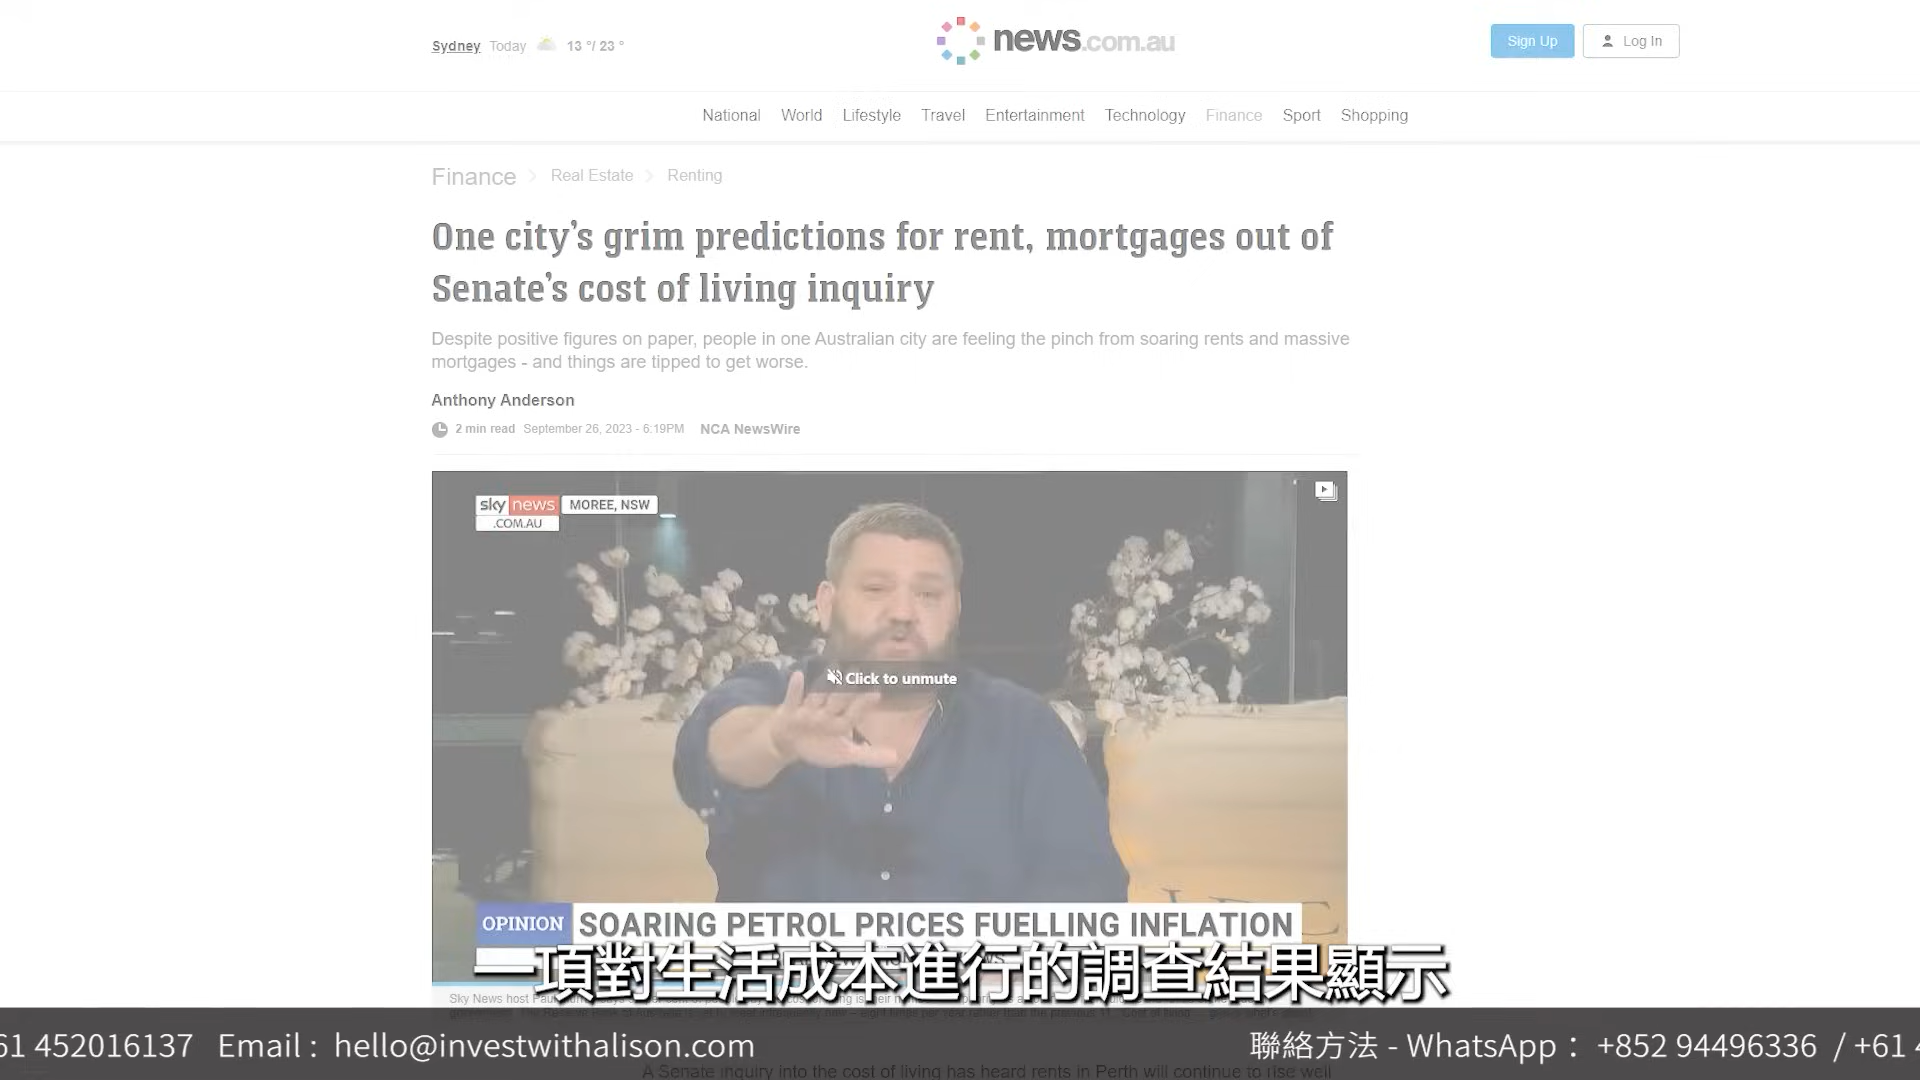 Sydney Today 13 °/ 23 °
news.com.au
Sign Up
Log In
National World Lifestyle Travel Entertainment Technology Finance Sport Shopping
Finance > Real Estate > Renting
One city’s grim predictions for rent, mortgages out of
Senate’s cost of living inquiry
Despite positive figures on paper, people in one Australian city are feeling the pinch from soaring rents and massive
mortgages - and things are tipped to get worse.
Anthony Anderson
2 min read September 26, 2023 - 6:19PM NCA NewsWire
sky news
.COM.AU
MOREE, NSW
Click to unmute
OPINION SOARING PETROL PRICES FUELLING INFLATION
一項對生活成本進行的調查結果顯示
Sky News host Paul
61 452016137 Email : hello@investwithalison.com 聯絡方法 - WhatsApp： +852 94496336 / +61 4
A Senate inquiry into the cost of living has heard rents in Perth will continue to rise well